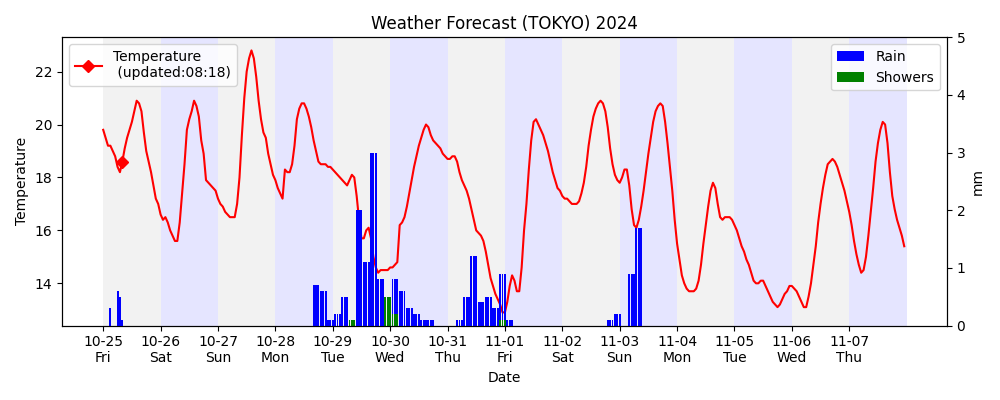 Weather Forecast (TOKYO) 2024
Temperature
(updated:08:18)
Rain
Showers
Temperature
22
20
18
16
14
mm
5
4
3
2
1
0
10-25 10-26 10-27 10-28 10-29 10-30 10-31 11-01 11-02 11-03 11-04 11-05 11-06 11-07
Fri Sat Sun Mon Tue Wed Thu Fri Sat Sun Mon Tue Wed Thu
Date